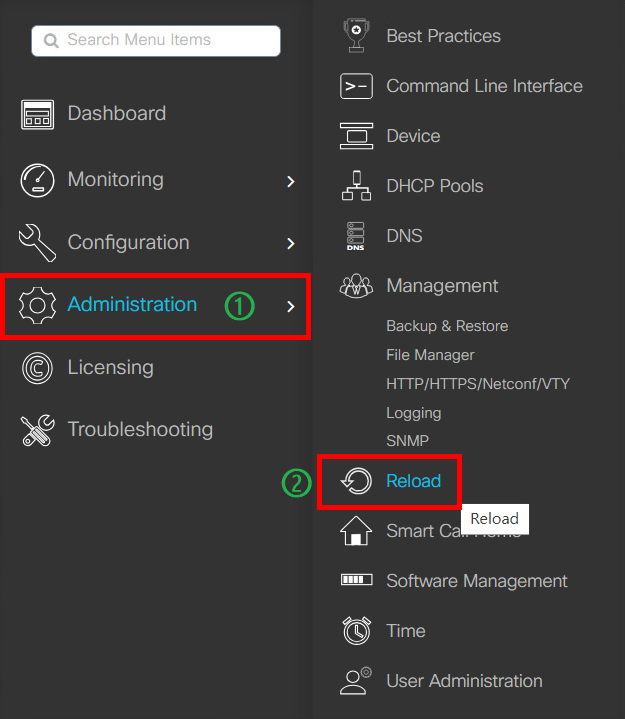 Search Menu Items
Dashboard
Monitoring
Configuration
Administration ①
Licensing
Troubleshooting
Best Practices
Command Line Interface
Device
DHCP Pools
DNS
DNS
Management
Backup & Restore
File Manager
HTTP/HTTPS/Netconf/VTY
Logging
SNMP
② Reload
Reload
Smart Call Home
Software Management
Time
User Administration